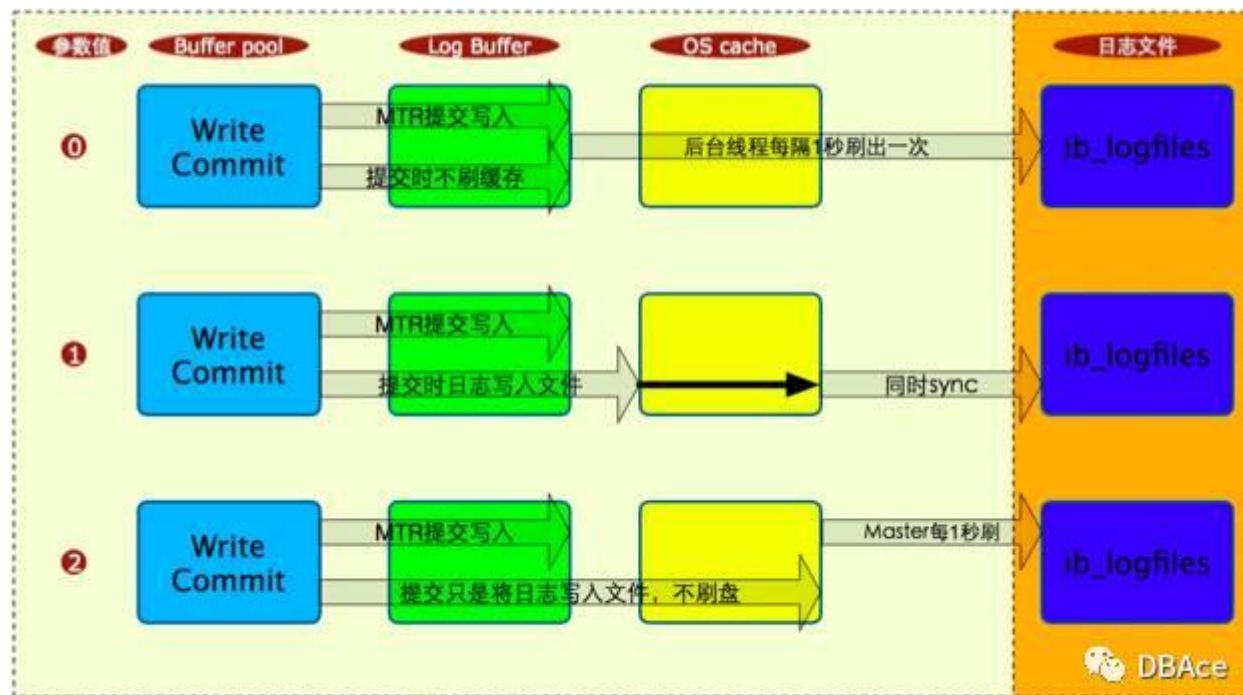 参数值 Buffer pool Log Buffer OS cache 日志文件
0
Write
Commit
MTR提交写入
提交时不刷缓存
后台线程每隔1秒刷出一次
ib_logfiles
1
Write
Commit
MTR提交写入
提交时日志写入文件
同时sync
ib_logfiles
2
Write
Commit
MTR提交写入
提交只是将日志写入文件，不刷盘
Master每1秒刷
ib_logfiles
DBAce